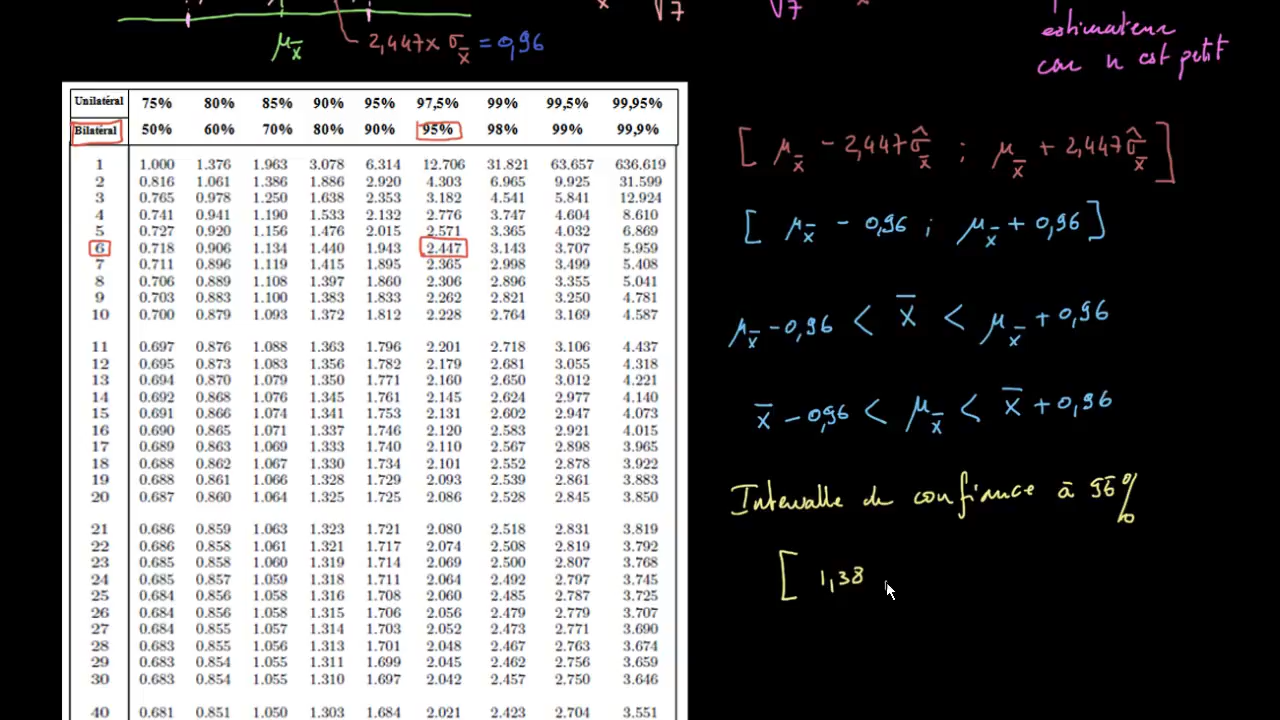 x̄ √7 √7 x̄
μx̄ 2,447 × σx̄ = 0,96
estimateur
car n est petit
Unilatéral 75% 80% 85% 90% 95% 97,5% 99% 99,5% 99,95%
Bilatéral 50% 60% 70% 80% 90% 95% 98% 99% 99,9%
1 1.000 1.376 1.963 3.078 6.314 12.706 31.821 63.657 636.619
2 0.816 1.061 1.386 1.886 2.920 4.303 6.965 9.925 31.599
3 0.765 0.978 1.250 1.638 2.353 3.182 4.541 5.841 12.924
4 0.741 0.941 1.190 1.533 2.132 2.776 3.747 4.604 8.610
5 0.727 0.920 1.156 1.476 2.015 2.571 3.365 4.032 6.869
6 0.718 0.906 1.134 1.440 1.943 2.447 3.143 3.707 5.959
7 0.711 0.896 1.119 1.415 1.895 2.365 2.998 3.499 5.408
8 0.706 0.889 1.108 1.397 1.860 2.306 2.896 3.355 5.041
9 0.703 0.883 1.100 1.383 1.833 2.262 2.821 3.250 4.781
10 0.700 0.879 1.093 1.372 1.812 2.228 2.764 3.169 4.587
11 0.697 0.876 1.088 1.363 1.796 2.201 2.718 3.106 4.437
12 0.695 0.873 1.083 1.356 1.782 2.179 2.681 3.055 4.318
13 0.694 0.870 1.079 1.350 1.771 2.160 2.650 3.012 4.221
14 0.692 0.868 1.076 1.345 1.761 2.145 2.624 2.977 4.140
15 0.691 0.866 1.074 1.341 1.753 2.131 2.602 2.947 4.073
16 0.690 0.865 1.071 1.337 1.746 2.120 2.583 2.921 4.015
17 0.689 0.863 1.069 1.333 1.740 2.110 2.567 2.898 3.965
18 0.688 0.862 1.067 1.330 1.734 2.101 2.552 2.878 3.922
19 0.688 0.861 1.066 1.328 1.729 2.093 2.539 2.861 3.883
20 0.687 0.860 1.064 1.325 1.725 2.086 2.528 2.845 3.850
21 0.686 0.859 1.063 1.323 1.721 2.080 2.518 2.831 3.819
22 0.686 0.858 1.061 1.321 1.717 2.074 2.508 2.819 3.792
23 0.685 0.858 1.060 1.319 1.714 2.069 2.500 2.807 3.768
24 0.685 0.857 1.059 1.318 1.711 2.064 2.492 2.797 3.745
25 0.684 0.856 1.058 1.316 1.708 2.060 2.485 2.787 3.725
26 0.684 0.856 1.058 1.315 1.706 2.056 2.479 2.779 3.707
27 0.684 0.855 1.057 1.314 1.703 2.052 2.473 2.771 3.690
28 0.683 0.855 1.056 1.313 1.701 2.048 2.467 2.763 3.674
29 0.683 0.854 1.055 1.311 1.699 2.045 2.462 2.756 3.659
30 0.683 0.854 1.055 1.310 1.697 2.042 2.457 2.750 3.646
40 0.681 0.851 1.050 1.303 1.684 2.021 2.423 2.704 3.551
[ μx̄ − 2,447 σ̂x̄ ; μx̄ + 2,447 σ̂x̄ ]
[ μx̄ − 0,96 ; μx̄ + 0,96 ]
μx̄ − 0,96 < x̄ < μx̄ + 0,96
x̄ − 0,96 < μx̄ < x̄ + 0,96
Intervalle de confiance à 95%
[ 1,38